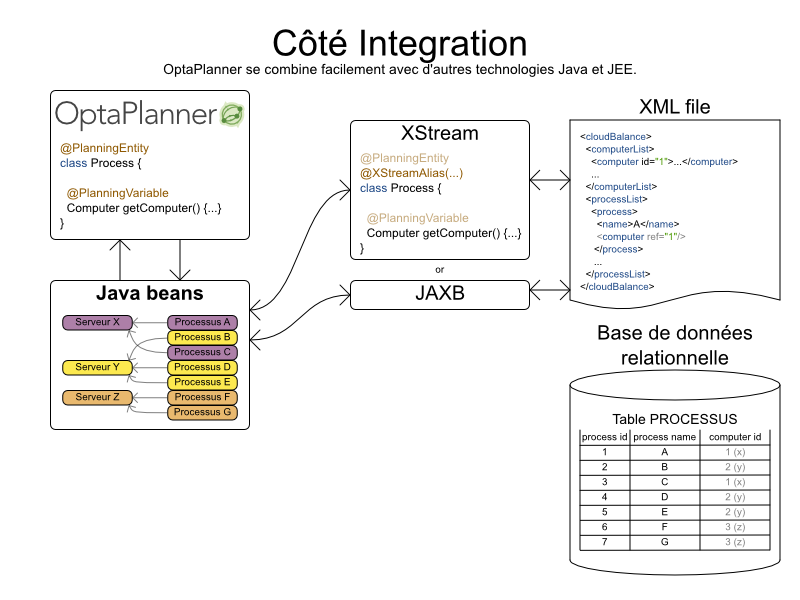 Côté Integration
OptaPlanner se combine facilement avec d'autres technologies Java et JEE.
OptaPlanner
@PlanningEntity
class Process {
@PlanningVariable
Computer getComputer() {...}
}
Java beans
Serveur X
Serveur Y
Serveur Z
Processus A
Processus B
Processus C
Processus D
Processus E
Processus F
Processus G
XStream
@PlanningEntity
@XStreamAlias(...)
class Process {
@PlanningVariable
Computer getComputer() {...}
}
or
JAXB
XML file
<cloudBalance>
<computerList>
<computer id="1">...</computer>
...
</computerList>
<processList>
<process>
<name>A</name>
<computer ref="1"/>
</process>
...
</processList>
</cloudBalance>
Base de données
relationnelle
Table PROCESSUS
process id process name computer id
1 A 1 (x)
2 B 2 (y)
3 C 1 (x)
4 D 2 (y)
5 E 2 (y)
6 F 3 (z)
7 G 3 (z)